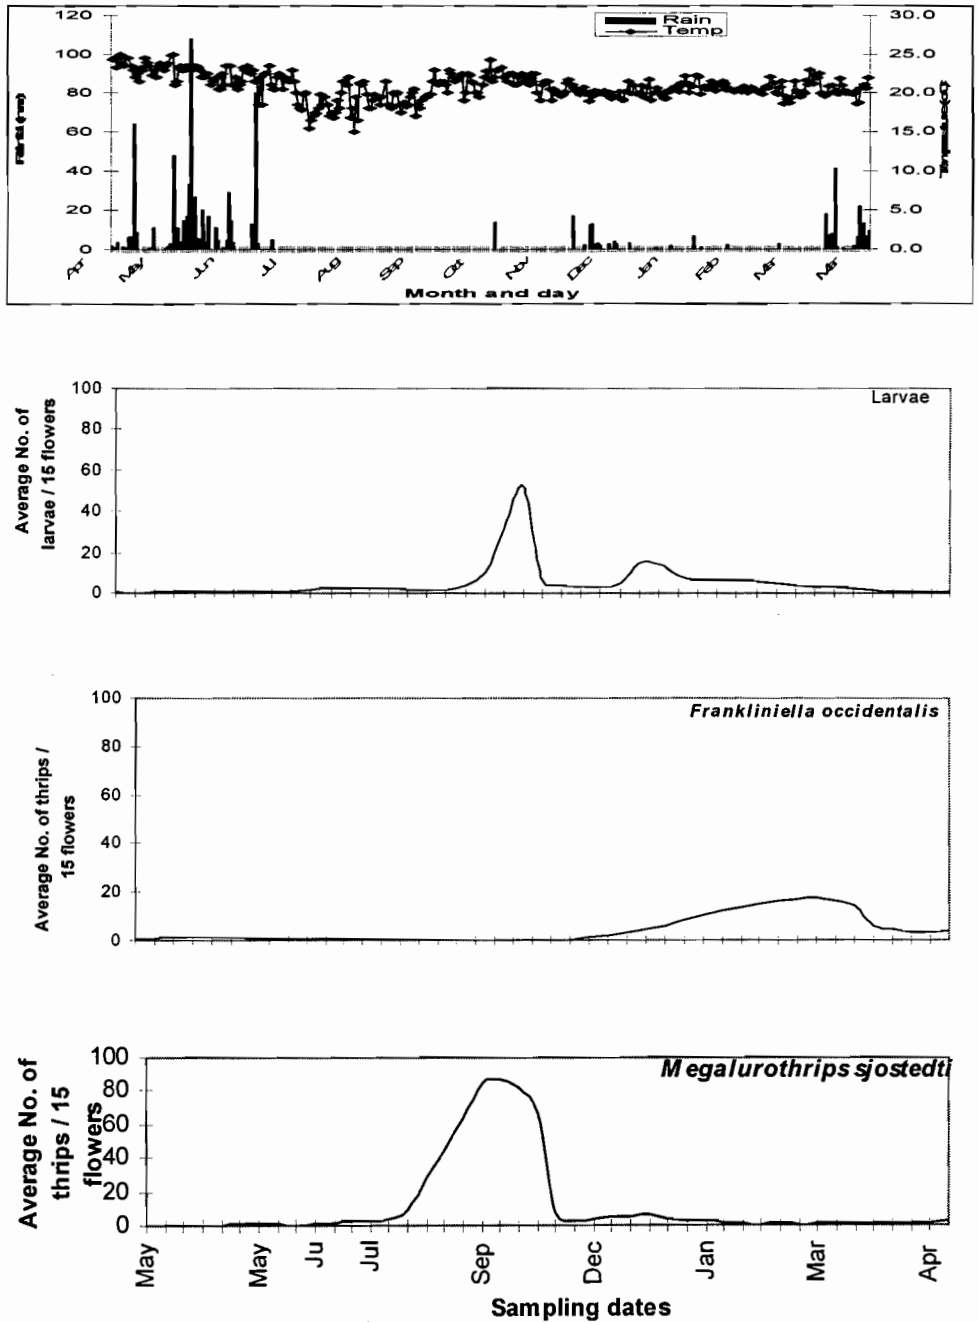 120
100
80
60
40
20
0
Rain
Temp
30.0
25.0
20.0
15.0
10.0
5.0
0.0
Apr
May
Jun
Jul
Aug
Sep
Oct
Nov
Dec
Jan
Feb
Mar
Mar
Month and day
Average No. of
larvae / 15 flowers
100
80
60
40
20
0
Larvae
Average No. of thrips /
15 flowers
100
80
60
40
20
0
Frankliniella occidentalis
Average No. of
thrips / 15
flowers
100
80
60
40
20
0
Megalurothrips sjostedti
May
May
Ju
Jul
Sep
Dec
Jan
Mar
Apr
Sampling dates